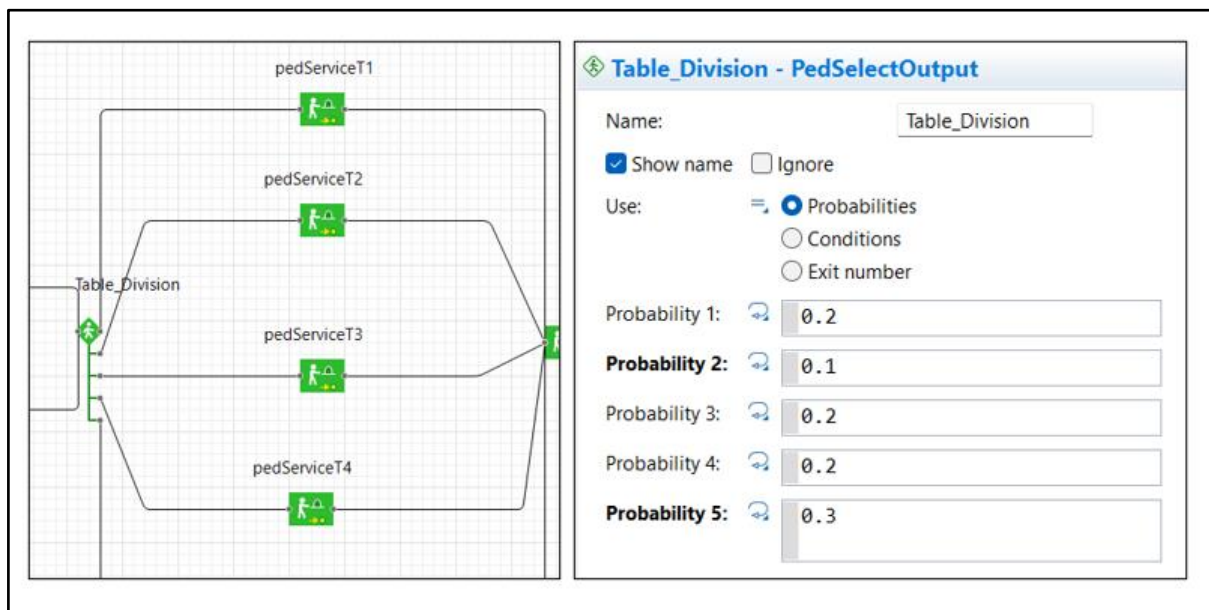 pedServiceT1
pedServiceT2
Table_Division
pedServiceT3
pedServiceT4
Table_Division - PedSelectOutput
Name: Table_Division
Show name Ignore
Use: Probabilities
Conditions
Exit number
Probability 1: 0.2
Probability 2: 0.1
Probability 3: 0.2
Probability 4: 0.2
Probability 5: 0.3